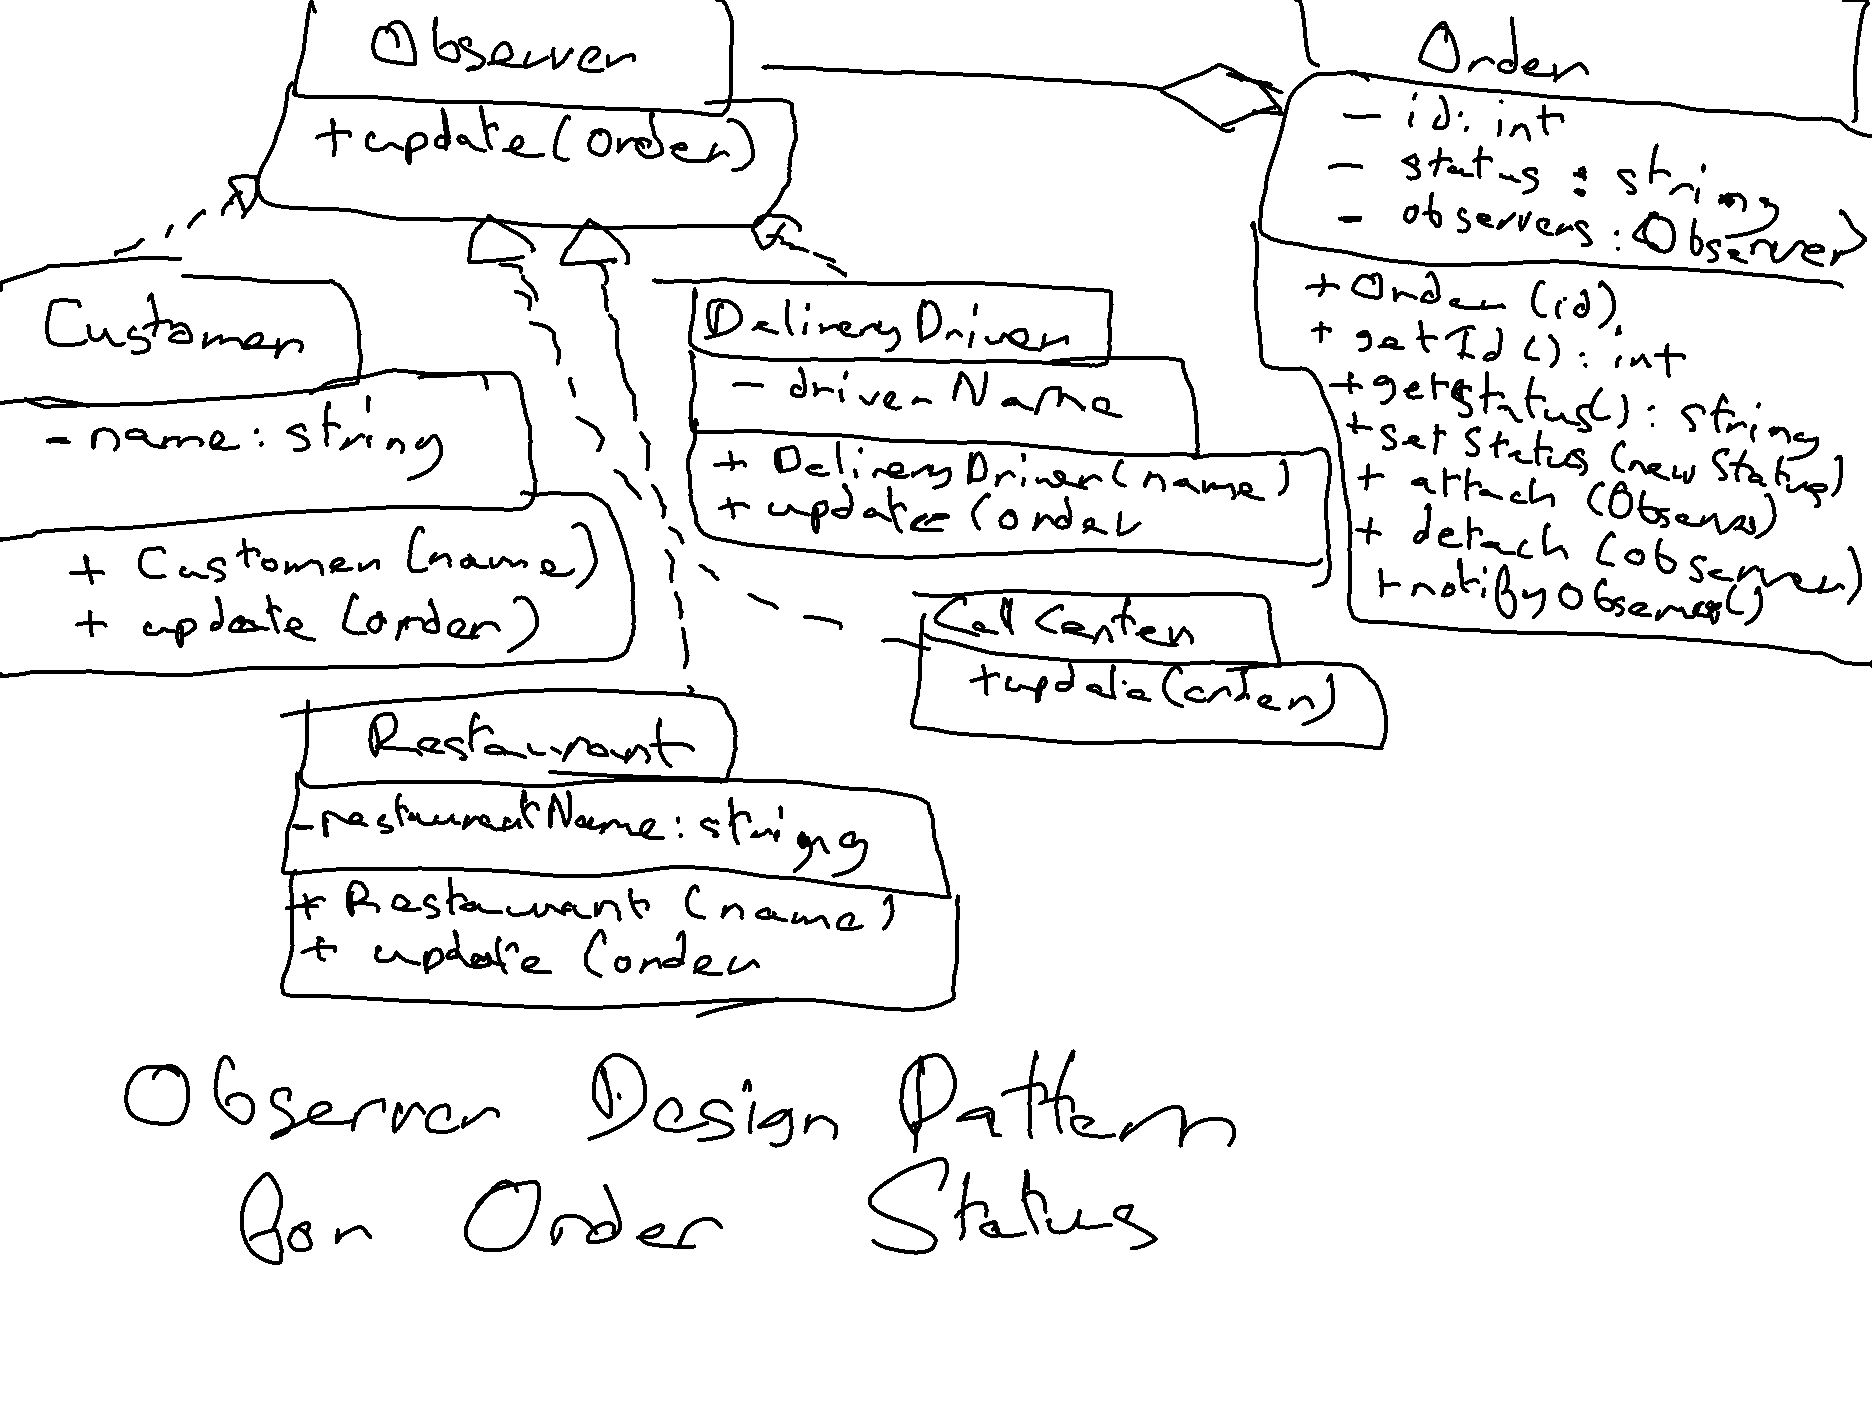 Observer
+ update(order)
Order
- id: int
- status: string
- observers: Observer
+ Order (id)
+ getId(): int
+ getstatus(): string
+ setstatus (newStatus)
+ attach (Observer)
+ detach (observer)
+ notifyObserver()
Customer
- name: string
+ Customer (name)
+ update (order)
DeliveryDriver
- driverName
+ DeliveryDriver(name)
+ update (order
CallCenter
+ update(order)
Restaurant
- restaurantName: string
+ Restaurant (name)
+ update (order
Observer Design Pattern
for Order Status